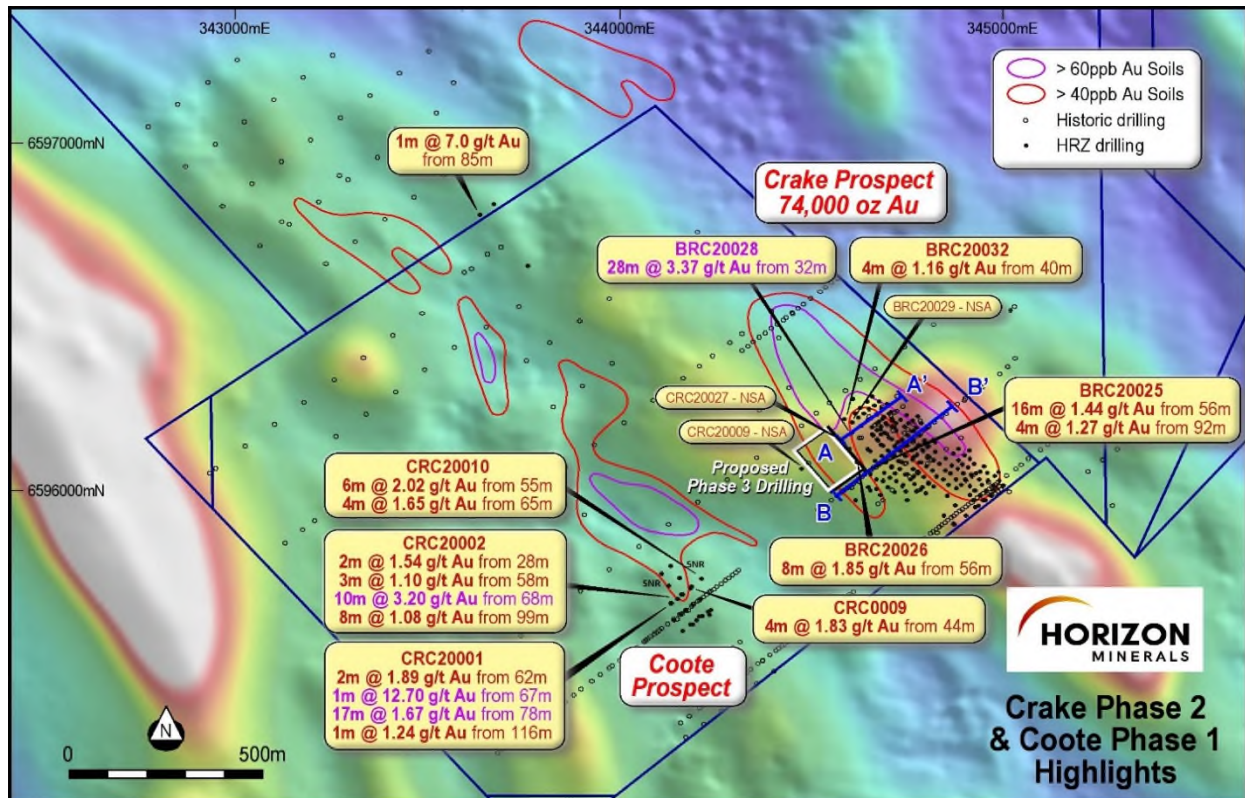 343000mE
344000mE
345000mE
> 60ppb Au Soils
> 40ppb Au Soils
Historic drilling
HRZ drilling
6597000mN
1m @ 7.0 g/t Au
from 85m
Crake Prospect
74,000 oz Au
BRC20028
28m @ 3.37 g/t Au from 32m
BRC20032
4m @ 1.16 g/t Au from 40m
BRC20029 - NSA
A'
B'
BRC20025
16m @ 1.44 g/t Au from 56m
4m @ 1.27 g/t Au from 92m
CRC20027 - NSA
CRC20009 - NSA
A
Proposed
Phase 3 Drilling
B
6596000mN
CRC20010
6m @ 2.02 g/t Au from 55m
4m @ 1.65 g/t Au from 65m
CRC20002
2m @ 1.54 g/t Au from 28m
3m @ 1.10 g/t Au from 58m
10m @ 3.20 g/t Au from 68m
8m @ 1.08 g/t Au from 99m
SNR
SNR
BRC20026
8m @ 1.85 g/t Au from 56m
CRC0009
4m @ 1.83 g/t Au from 44m
CRC20001
2m @ 1.89 g/t Au from 62m
1m @ 12.70 g/t Au from 67m
17m @ 1.67 g/t Au from 78m
1m @ 1.24 g/t Au from 116m
Coote
Prospect
HORIZON
MINERALS
Crake Phase 2
& Coote Phase 1
Highlights
N
0
500m